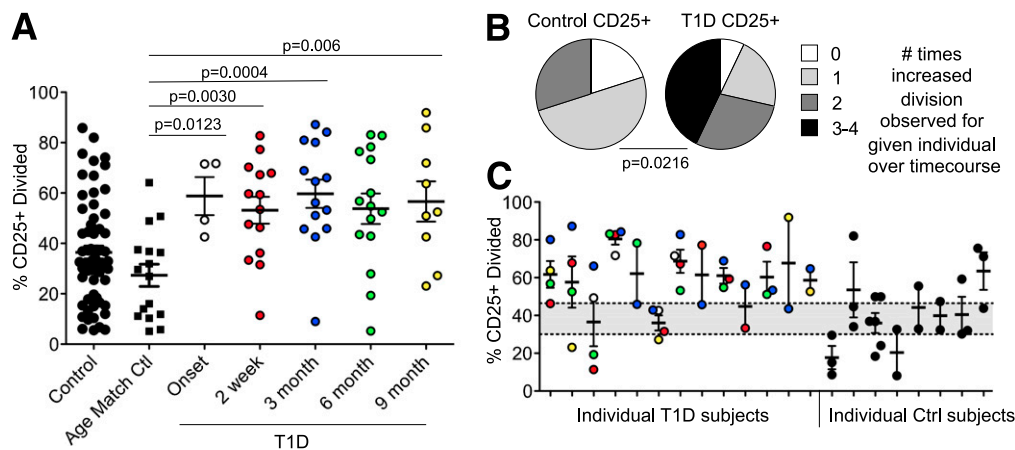 A
p=0.006
p=0.0004
p=0.0030
p=0.0123
100
80
60
40
20
0
% CD25+ Divided
Control
Age Match Ctl
Onset
2 week
3 month
6 month
9 month
T1D
B
Control CD25+
T1D CD25+
p=0.0216
0
1
2
3-4
# times
increased
division
observed for
given individual
over timecourse
C
100
80
60
40
20
0
% CD25+ Divided
Individual T1D subjects
Individual Ctrl subjects